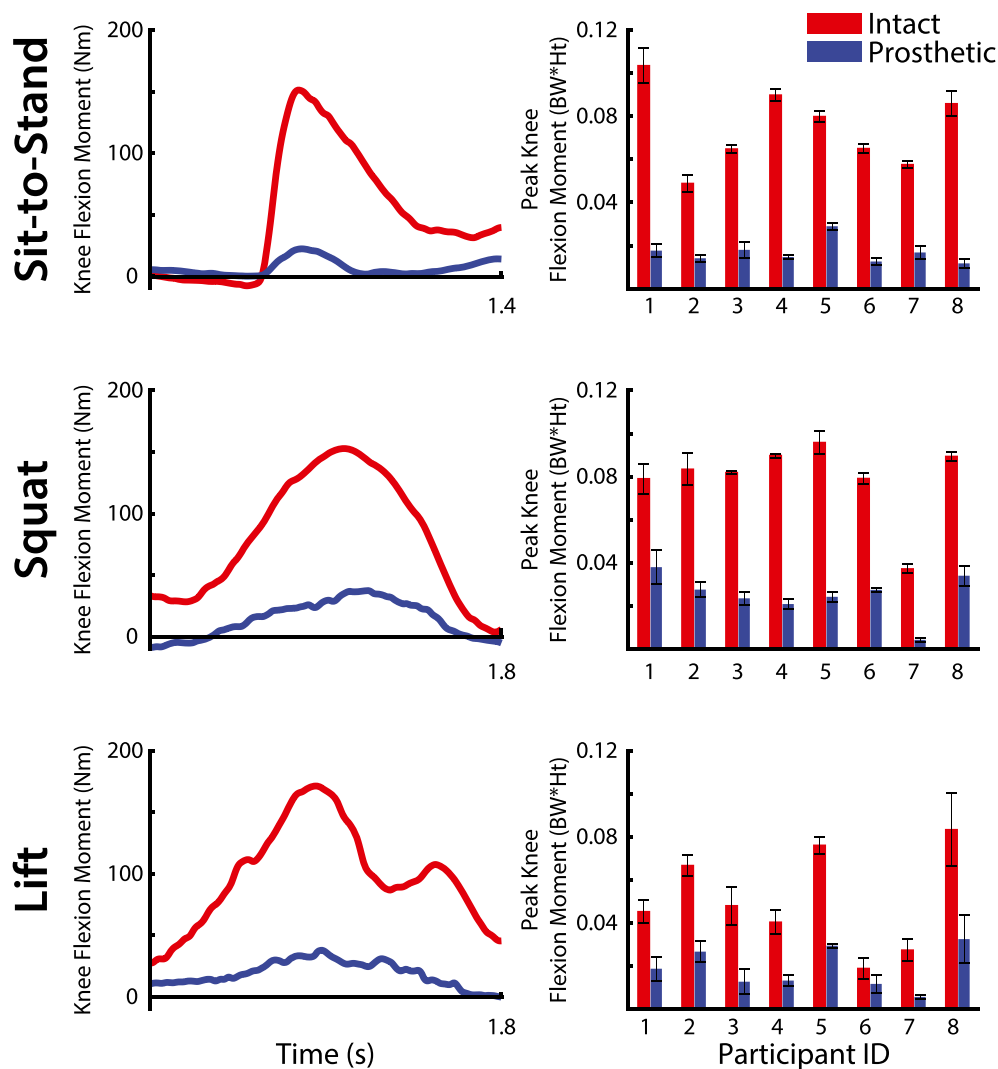 Intact
Prosthetic
Sit-to-Stand
Knee Flexion Moment (Nm)
200
100
0
1.4
Peak Knee
Flexion Moment (BW*Ht)
0.12
0.08
0.04
1 2 3 4 5 6 7 8
Squat
Knee Flexion Moment (Nm)
200
100
0
1.8
Peak Knee
Flexion Moment (BW*Ht)
0.12
0.08
0.04
1 2 3 4 5 6 7 8
Lift
Knee Flexion Moment (Nm)
200
100
0
1.8
Time (s)
Peak Knee
Flexion Moment (BW*Ht)
0.12
0.08
0.04
1 2 3 4 5 6 7 8
Participant ID